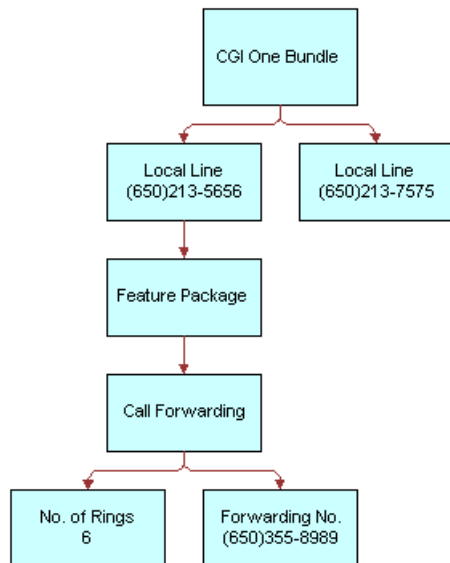 CGI One Bundle
Local Line
(650)213-5656
Local Line
(650)213-7575
Feature Package
Call Forwarding
No. of Rings
6
Forwarding No.
(650)355-8989